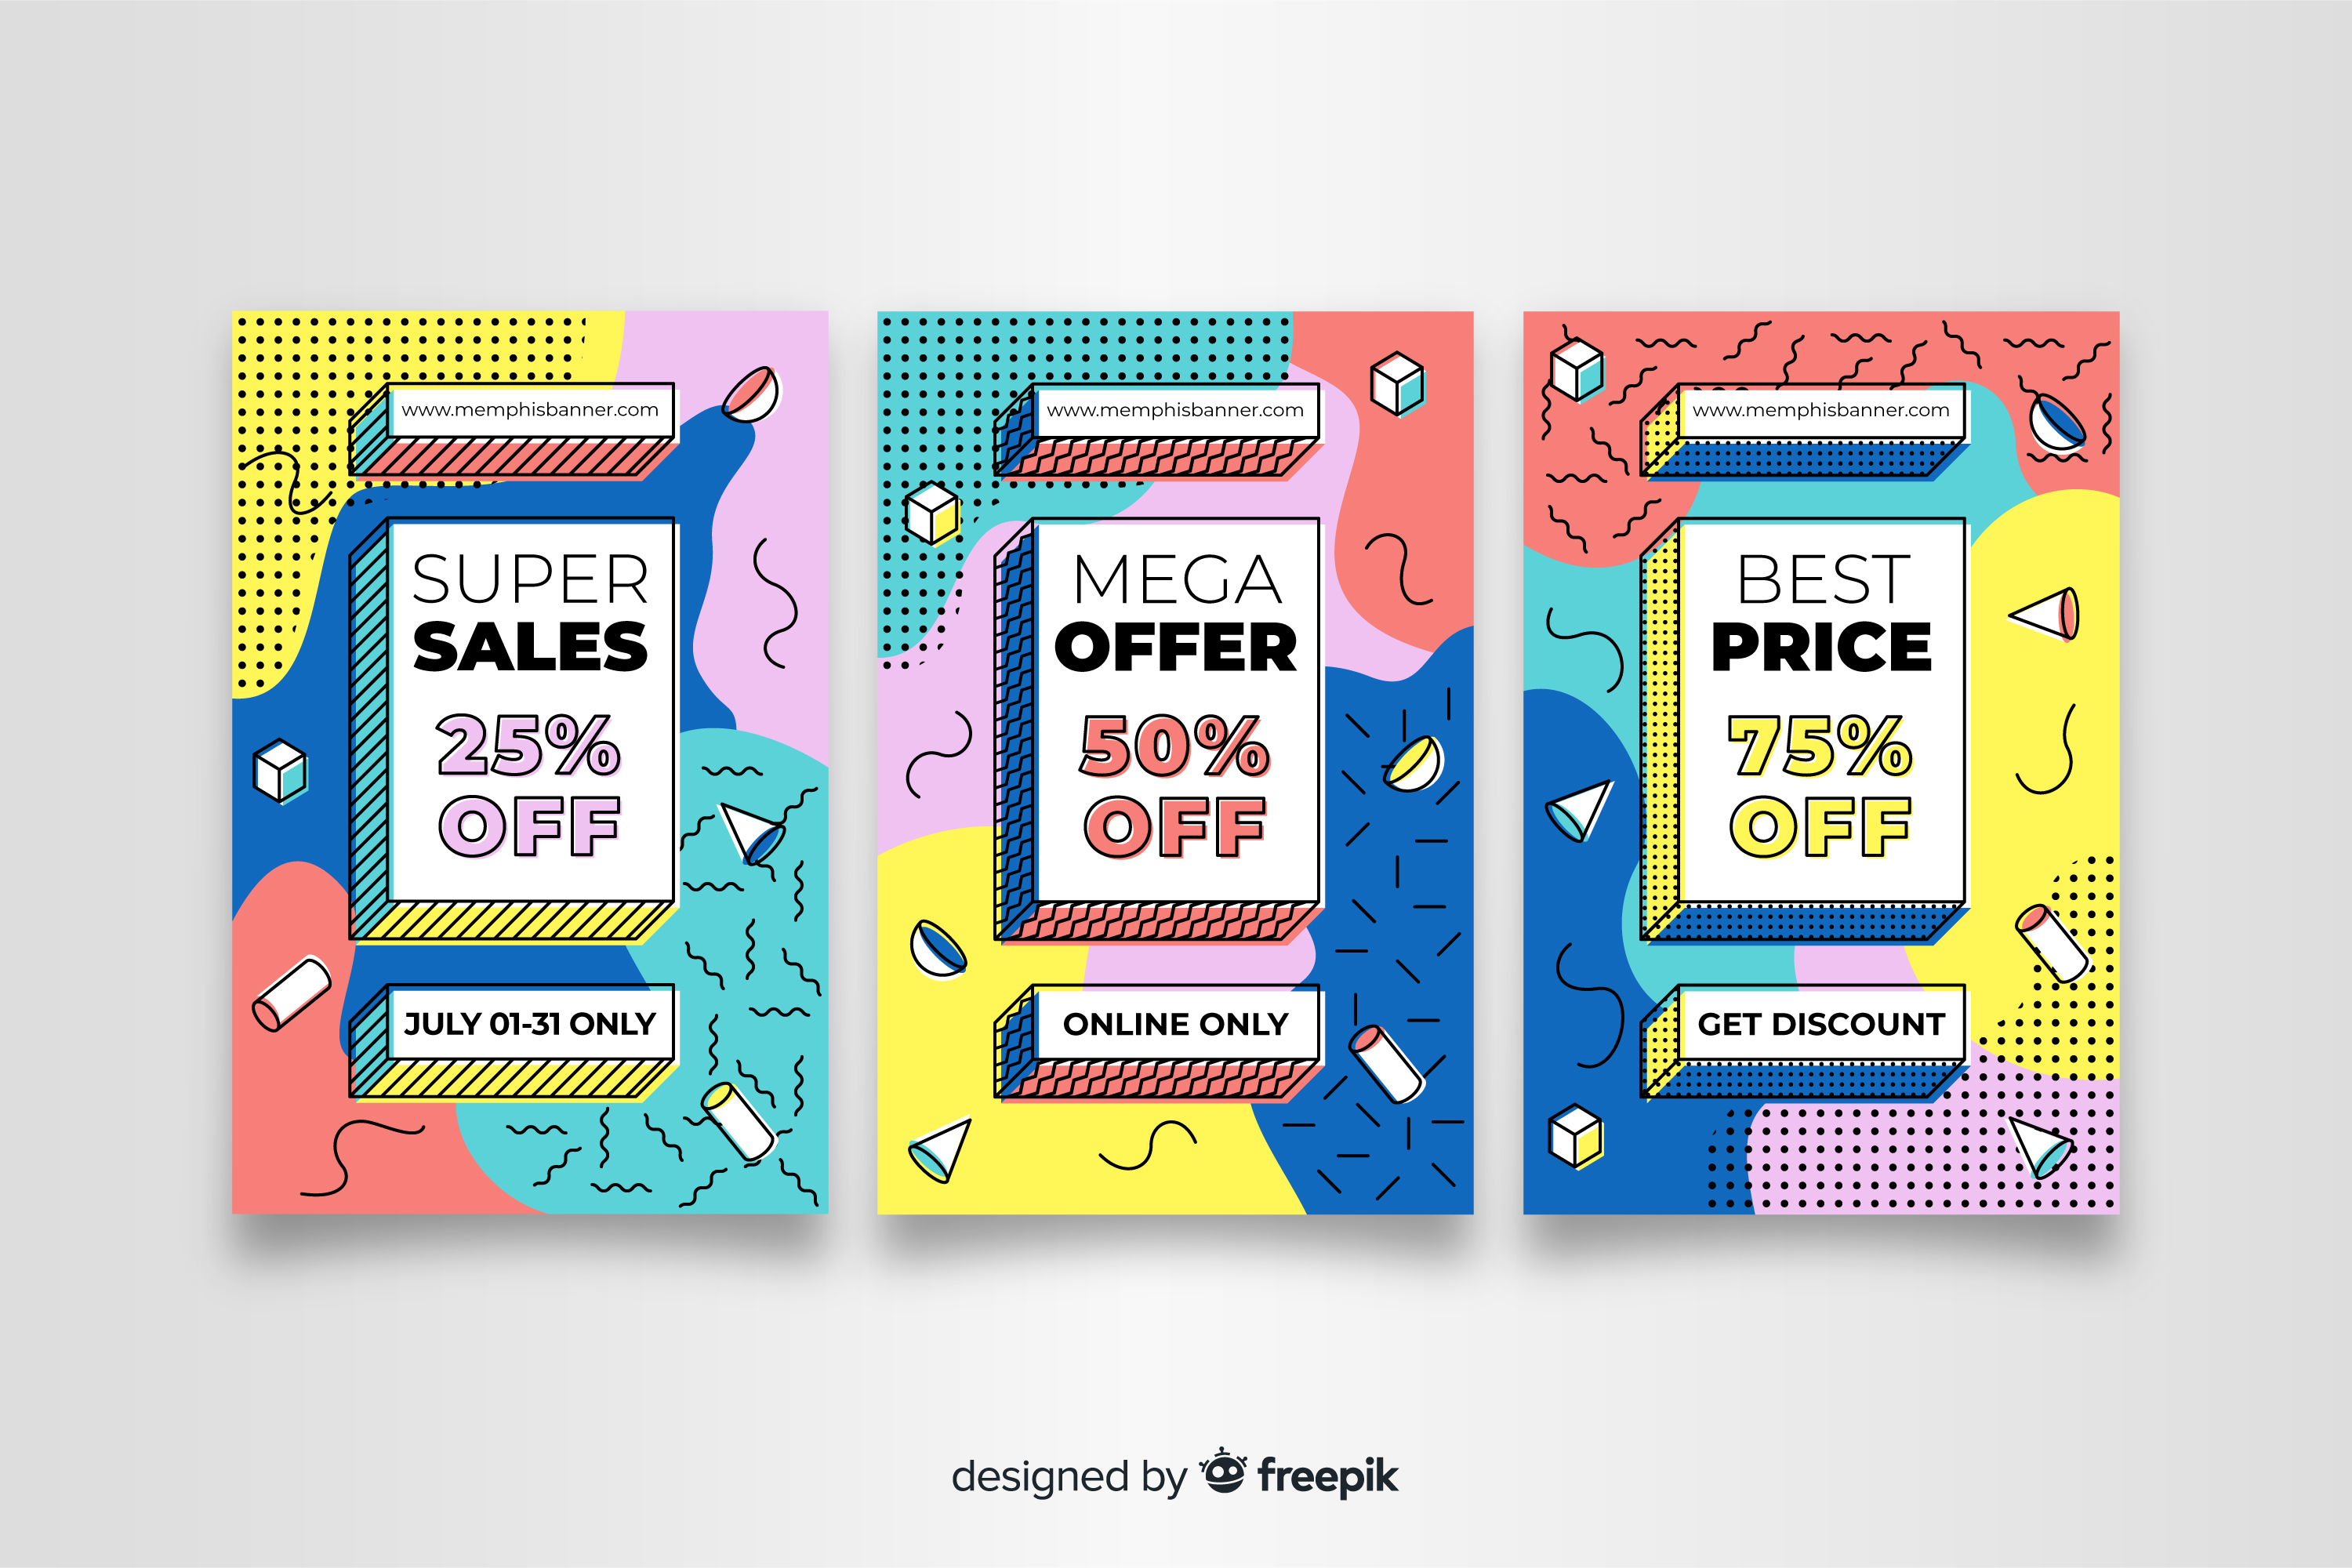 www.memphisbanner.com
SUPER
SALES
25%
OFF
JULY 01-31 ONLY
www.memphisbanner.com
MEGA
OFFER
50%
OFF
ONLINE ONLY
www.memphisbanner.com
BEST
PRICE
75%
OFF
GET DISCOUNT
designed by freepik